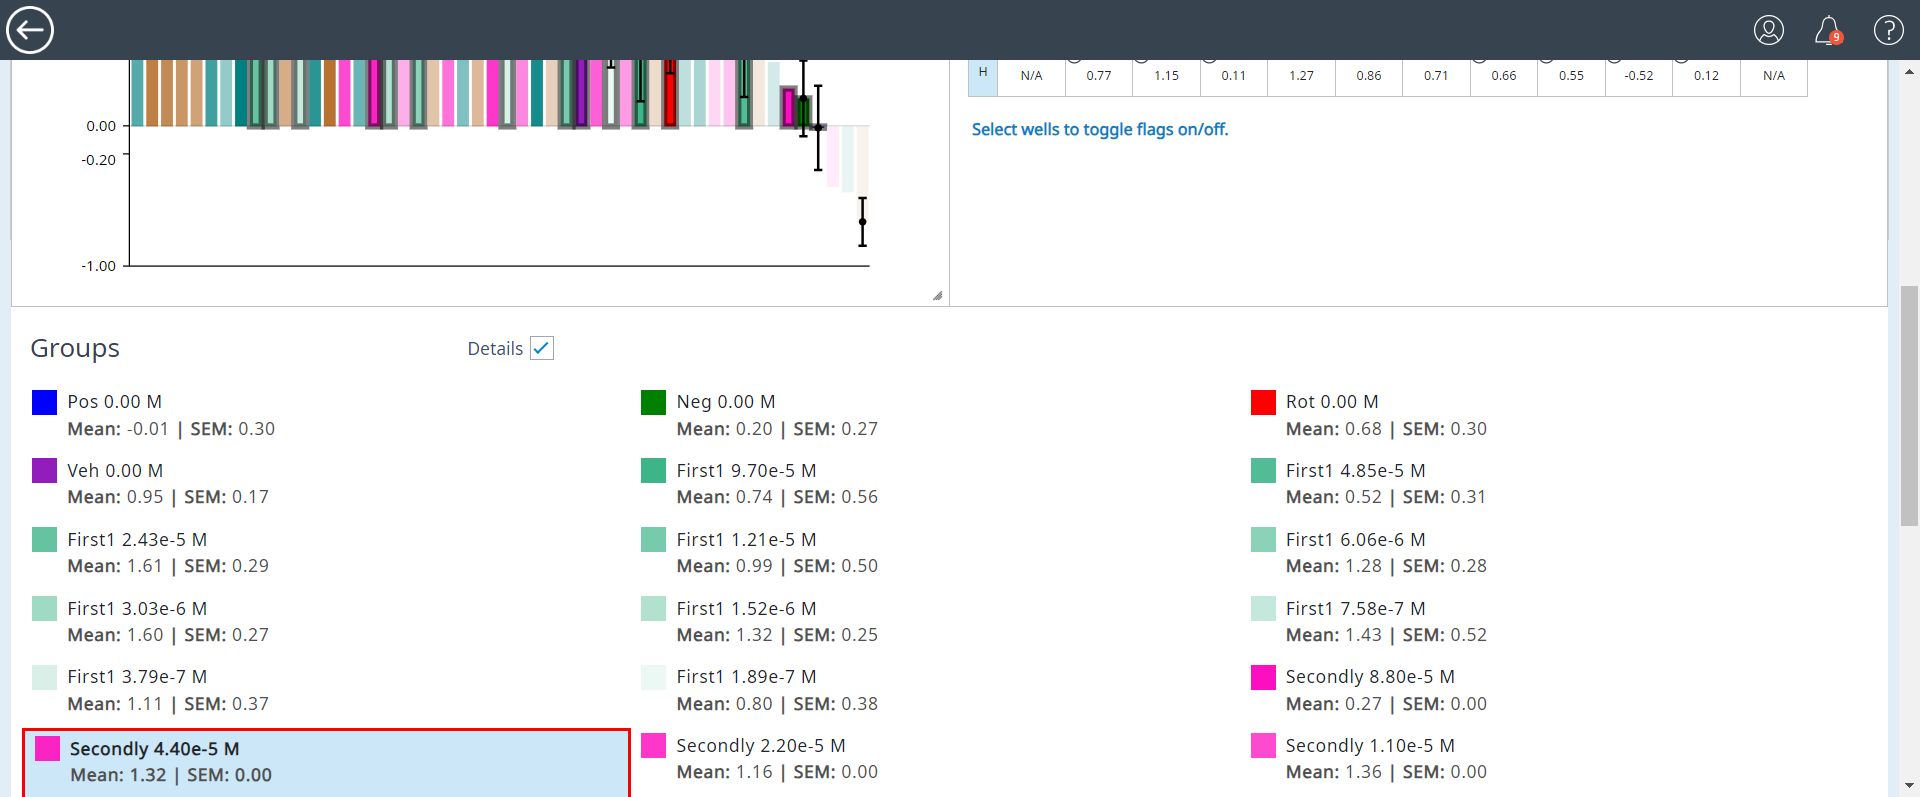 9
H N/A 0.77 1.15 0.11 1.27 0.86 0.71 0.66 0.55 -0.52 0.12 N/A
0.00
-0.20
-1.00
Select wells to toggle flags on/off.
Groups
Details
Pos 0.00 M
Mean: -0.01 | SEM: 0.30
Neg 0.00 M
Mean: 0.20 | SEM: 0.27
Rot 0.00 M
Mean: 0.68 | SEM: 0.30
Veh 0.00 M
Mean: 0.95 | SEM: 0.17
First1 9.70e-5 M
Mean: 0.74 | SEM: 0.56
First1 4.85e-5 M
Mean: 0.52 | SEM: 0.31
First1 2.43e-5 M
Mean: 1.61 | SEM: 0.29
First1 1.21e-5 M
Mean: 0.99 | SEM: 0.50
First1 6.06e-6 M
Mean: 1.28 | SEM: 0.28
First1 3.03e-6 M
Mean: 1.60 | SEM: 0.27
First1 1.52e-6 M
Mean: 1.32 | SEM: 0.25
First1 7.58e-7 M
Mean: 1.43 | SEM: 0.52
First1 3.79e-7 M
Mean: 1.11 | SEM: 0.37
First1 1.89e-7 M
Mean: 0.80 | SEM: 0.38
Secondly 8.80e-5 M
Mean: 0.27 | SEM: 0.00
Secondly 4.40e-5 M
Mean: 1.32 | SEM: 0.00
Secondly 2.20e-5 M
Mean: 1.16 | SEM: 0.00
Secondly 1.10e-5 M
Mean: 1.36 | SEM: 0.00